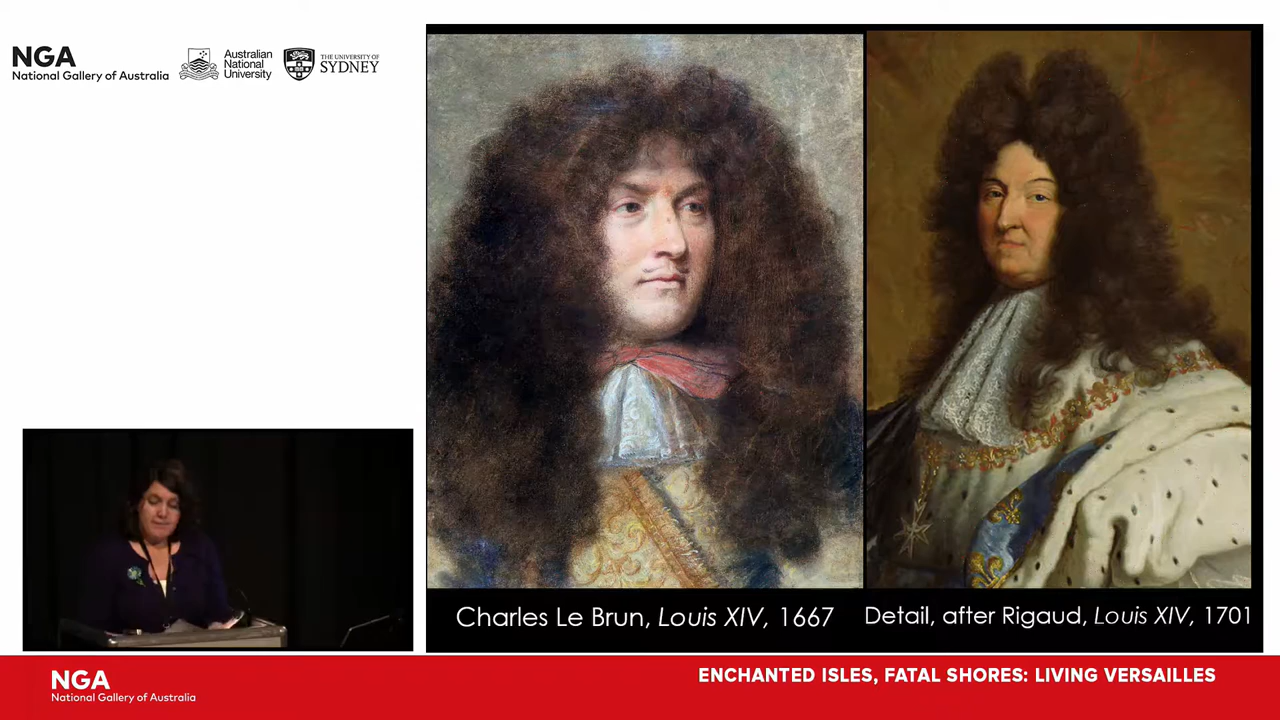 NGA
National Gallery of Australia
Australian
National
University
THE UNIVERSITY OF
SYDNEY
Charles Le Brun, Louis XIV, 1667
Detail, after Rigaud, Louis XIV, 1701
NGA
National Gallery of Australia
ENCHANTED ISLES, FATAL SHORES: LIVING VERSAILLES